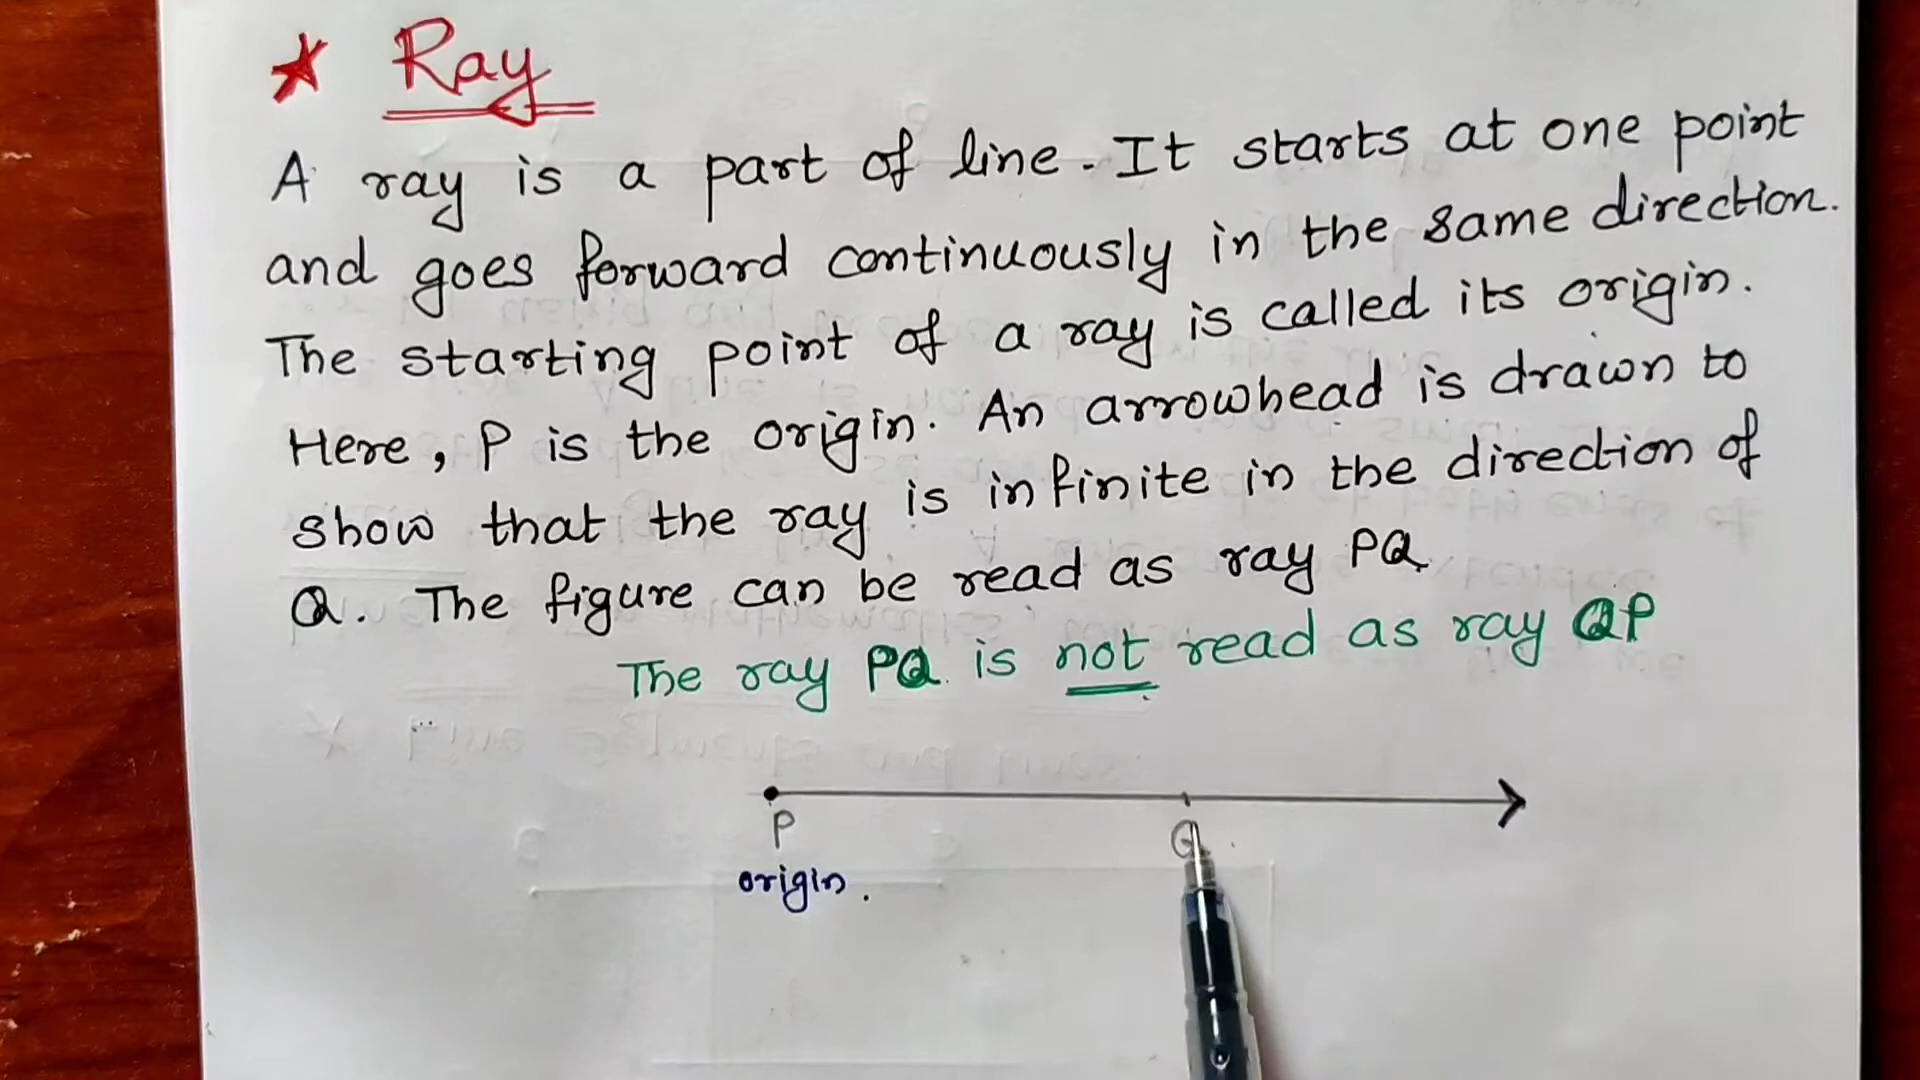 ★ Ray
A ray is a part of line. It starts at one point
and goes forward continuously in the same direction.
The starting point of a ray is called its origin.
Here, P is the origin. An arrowhead is drawn to
show that the ray is infinite in the direction of
Q. The figure can be read as ray PQ
The ray PQ is not read as ray QP
P
Q
origin.